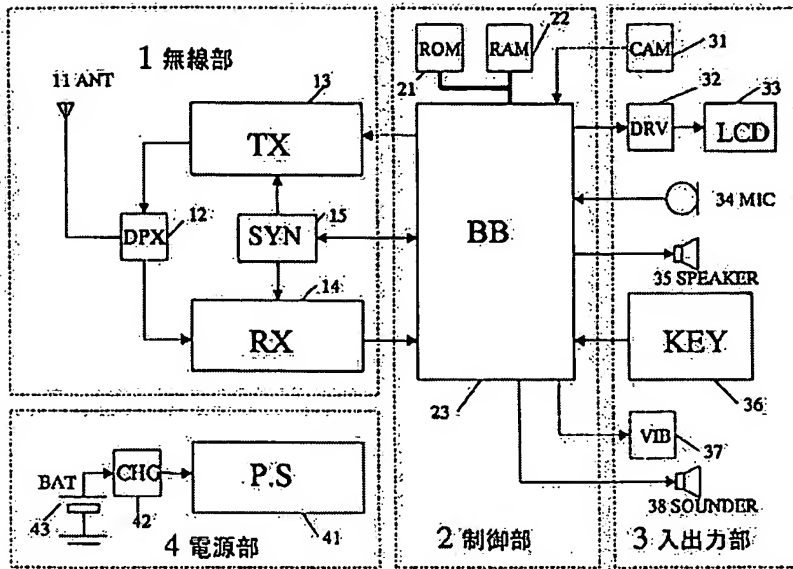 1 無線部
11 ANT
13
TX
12
DPX
15
SYN
14
RX
BAT
43
CHG
42
P.S
41
4 電源部
ROM
21
RAM
22
BB
23
2 制御部
CAM
31
DRV
32
LCD
33
34 MIC
35 SPEAKER
KEY
36
VIB
37
38 SOUNDER
3 入出力部